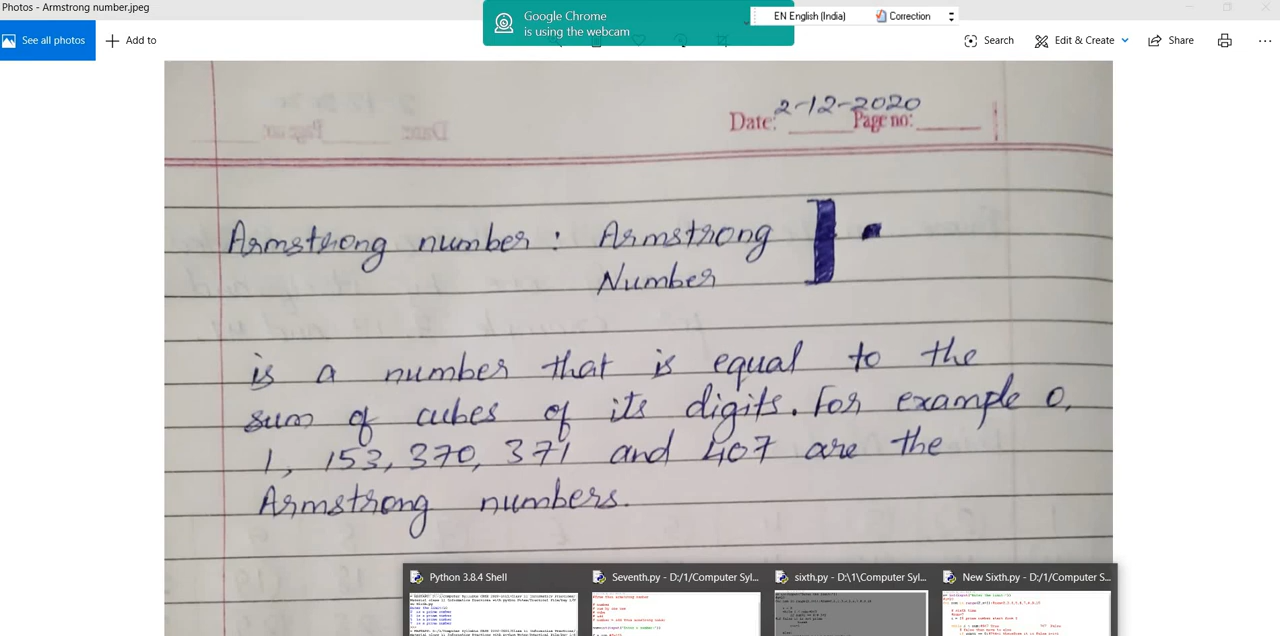 Photos - Armstrong number.jpeg
Google Chrome
is using the webcam
EN English (India) Correction
See all photos Add to Search Edit & Create Share
2-12-2020
Date: Page no:
Armstrong number : Armstrong
Number
is a number that is equal to the
sum of cubes of its digits. For example 0,
1, 153, 370, 371 and 407 are the
Armstrong numbers.
Python 3.8.4 Shell Seventh.py - D:/1/Computer Syl... sixth.py - D:\1\Computer Syl... New Sixth.py - D:/1/Computer S...